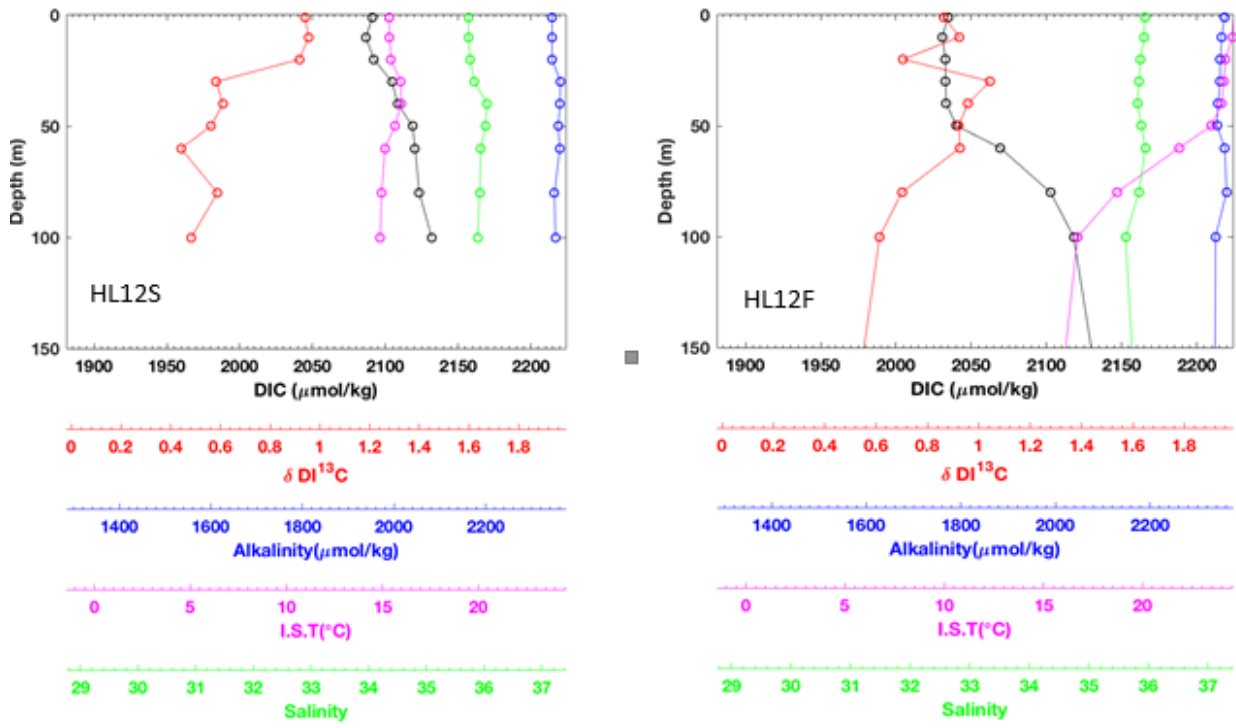 0
50
100
150
Depth (m)
HL12S
1900 1950 2000 2050 2100 2150 2200
DIC (μmol/kg)
0 0.2 0.4 0.6 0.8 1 1.2 1.4 1.6 1.8
δ DI¹³C
1400 1600 1800 2000 2200
Alkalinity(μmol/kg)
0 5 10 15 20
I.S.T(°C)
29 30 31 32 33 34 35 36 37
Salinity
0
50
100
150
Depth (m)
HL12F
1900 1950 2000 2050 2100 2150 2200
DIC (μmol/kg)
0 0.2 0.4 0.6 0.8 1 1.2 1.4 1.6 1.8
δ DI¹³C
1400 1600 1800 2000 2200
Alkalinity(μmol/kg)
0 5 10 15 20
I.S.T(°C)
29 30 31 32 33 34 35 36 37
Salinity